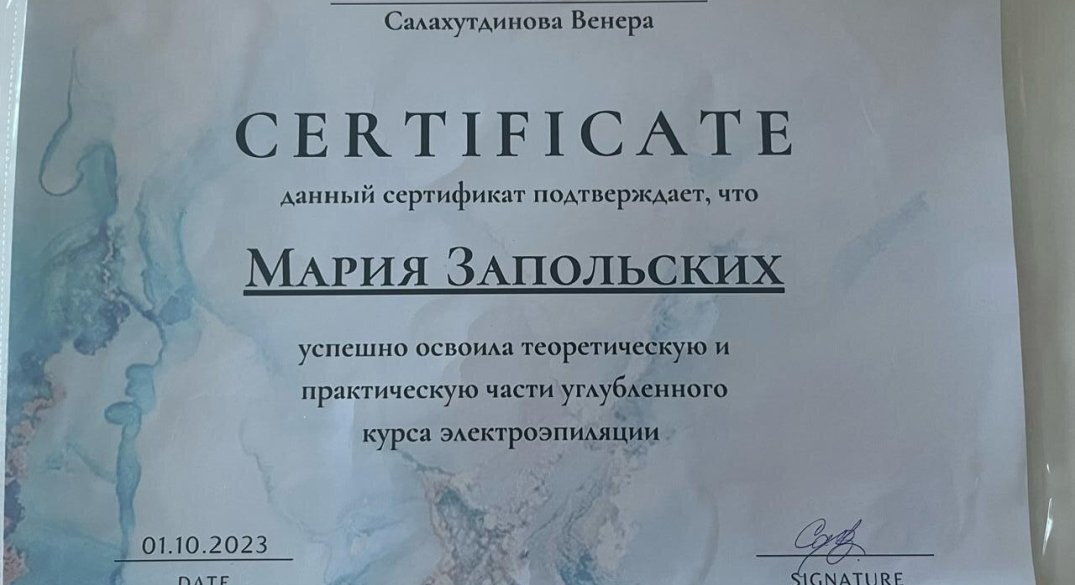 Салахутдинова Венера
CERTIFICATE
данный сертификат подтверждает, что
Мария Запольских
успешно освоила теоретическую и
практическую части углубленного
курса электроэпиляции
01.10.2023
DATE
SIGNATURE